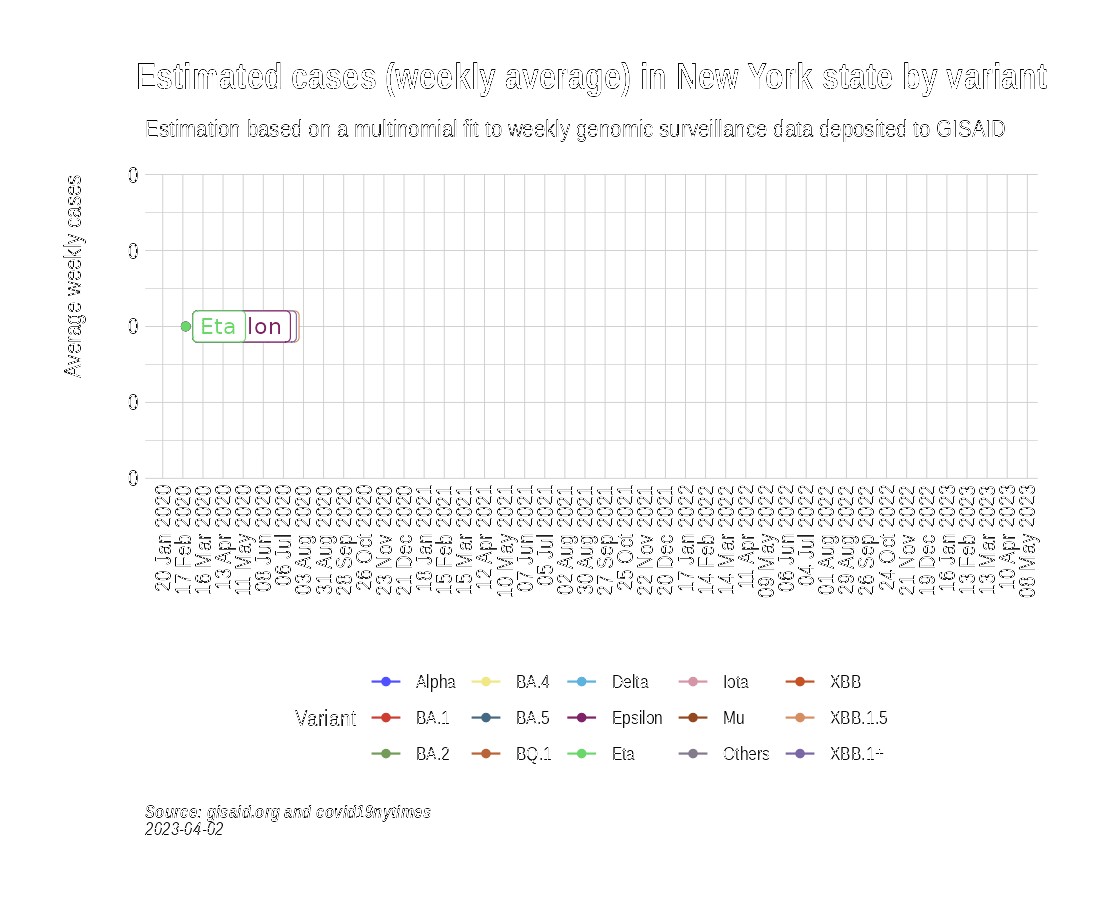 Estimated cases (weekly average) in New York state by variant
Estimation based on a multinomial fit to weekly genomic surveillance data deposited to GISAID
Average weekly cases
0
0
0
0
0
Eta lon
20 Jan 2020
17 Feb 2020
16 Mar 2020
13 Apr 2020
11 May 2020
08 Jun 2020
06 Jul 2020
03 Aug 2020
31 Aug 2020
28 Sep 2020
26 Oct 2020
23 Nov 2020
21 Dec 2020
18 Jan 2021
15 Feb 2021
15 Mar 2021
12 Apr 2021
10 May 2021
07 Jun 2021
05 Jul 2021
02 Aug 2021
30 Aug 2021
27 Sep 2021
25 Oct 2021
22 Nov 2021
20 Dec 2021
17 Jan 2022
14 Feb 2022
14 Mar 2022
11 Apr 2022
09 May 2022
06 Jun 2022
04 Jul 2022
01 Aug 2022
29 Aug 2022
26 Sep 2022
24 Oct 2022
21 Nov 2022
19 Dec 2022
16 Jan 2023
13 Feb 2023
13 Mar 2023
10 Apr 2023
08 May 2023
Variant
Alpha BA.4 Delta Iota XBB
BA.1 BA.5 Epsilon Mu XBB.1.5
BA.2 BQ.1 Eta Others XBB.1+
Source: gisaid.org and covid19nytimes
2023-04-02